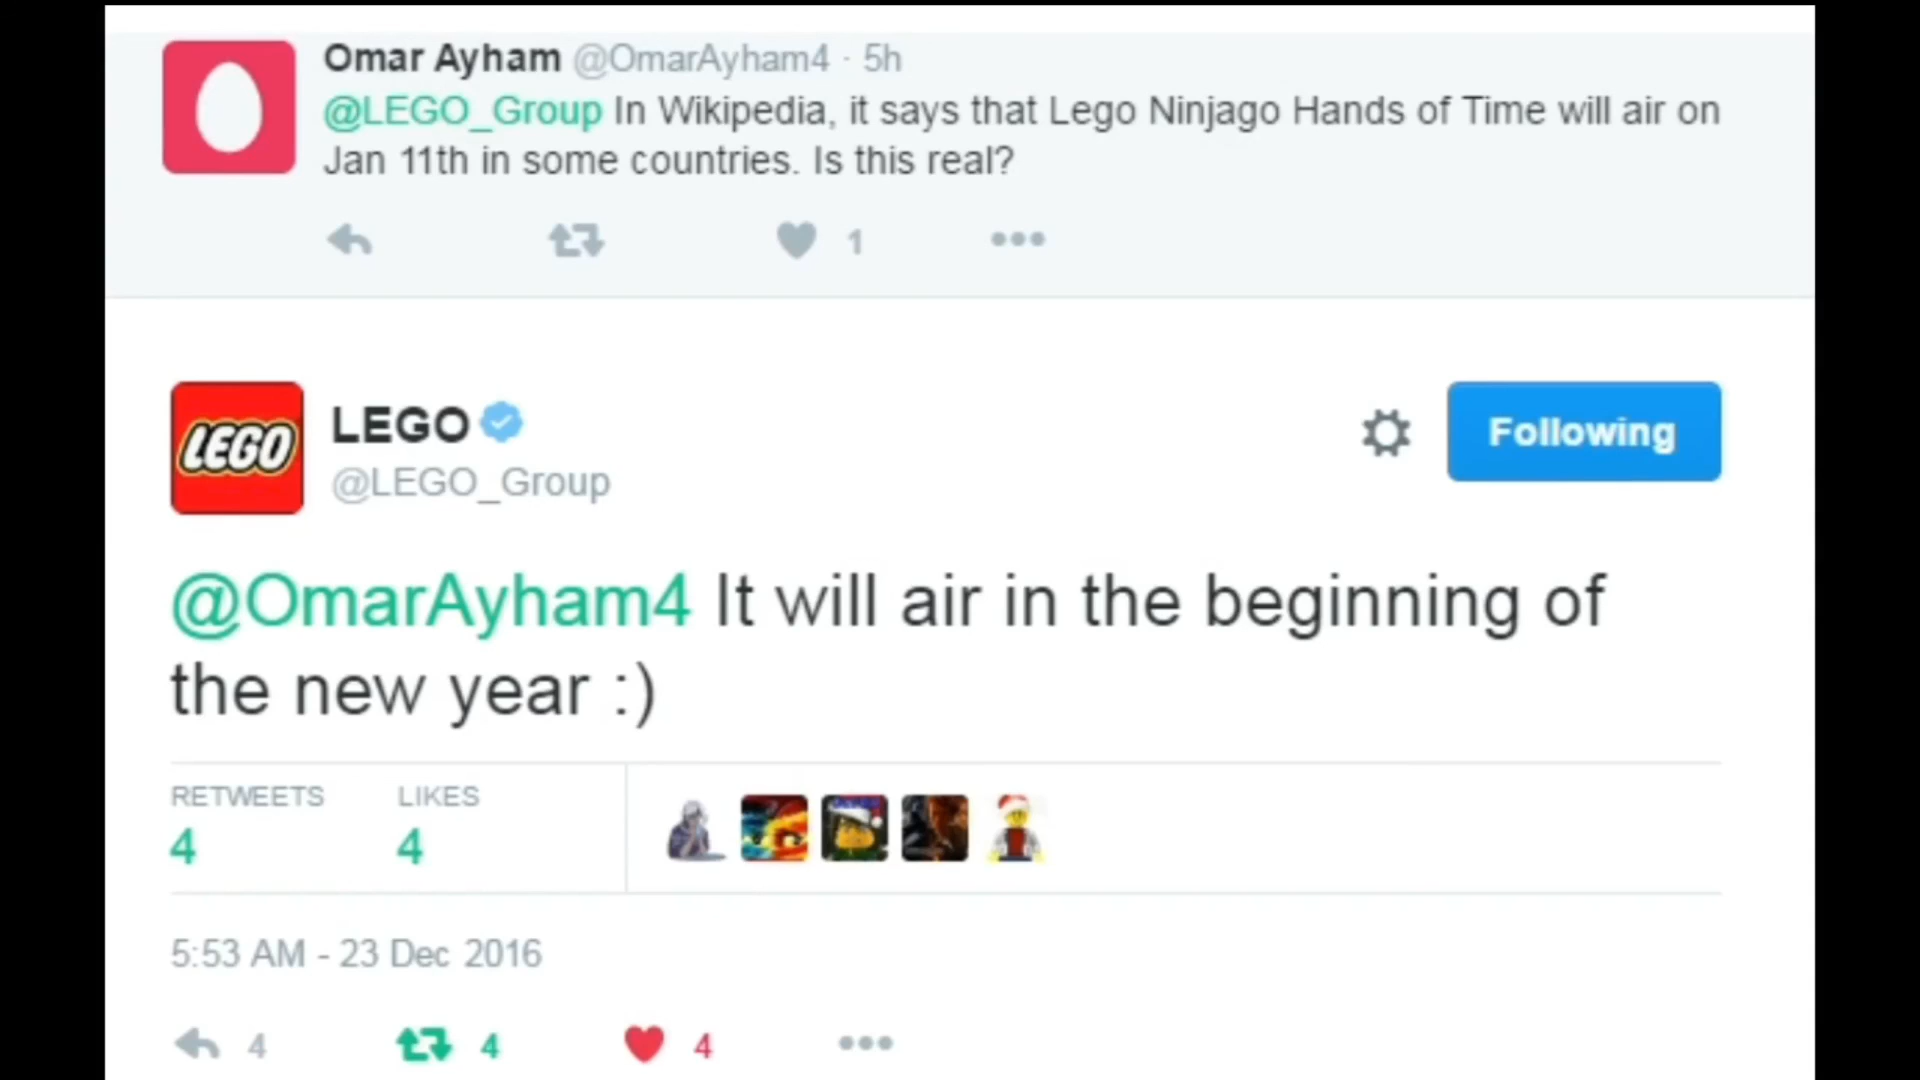 Omar Ayham @OmarAyham4 · 5h
@LEGO_Group In Wikipedia, it says that Lego Ninjago Hands of Time will air on
Jan 11th in some countries. Is this real?
1
LEGO
LEGO
@LEGO_Group
Following
@OmarAyham4 It will air in the beginning of
the new year :)
RETWEETS LIKES
4 4
5:53 AM - 23 Dec 2016
4 4 4